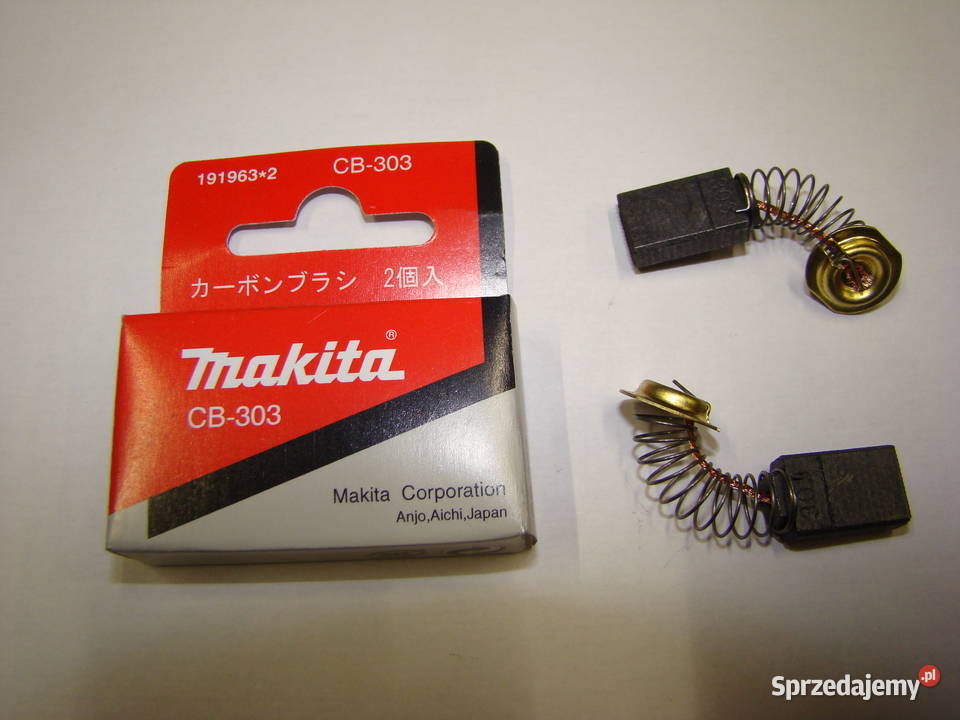 191963*2 CB-303
カーボンブラシ 2個入
makita®
CB-303
Makita Corporation
Anjo,Aichi,Japan
Sprzedajemy.pl